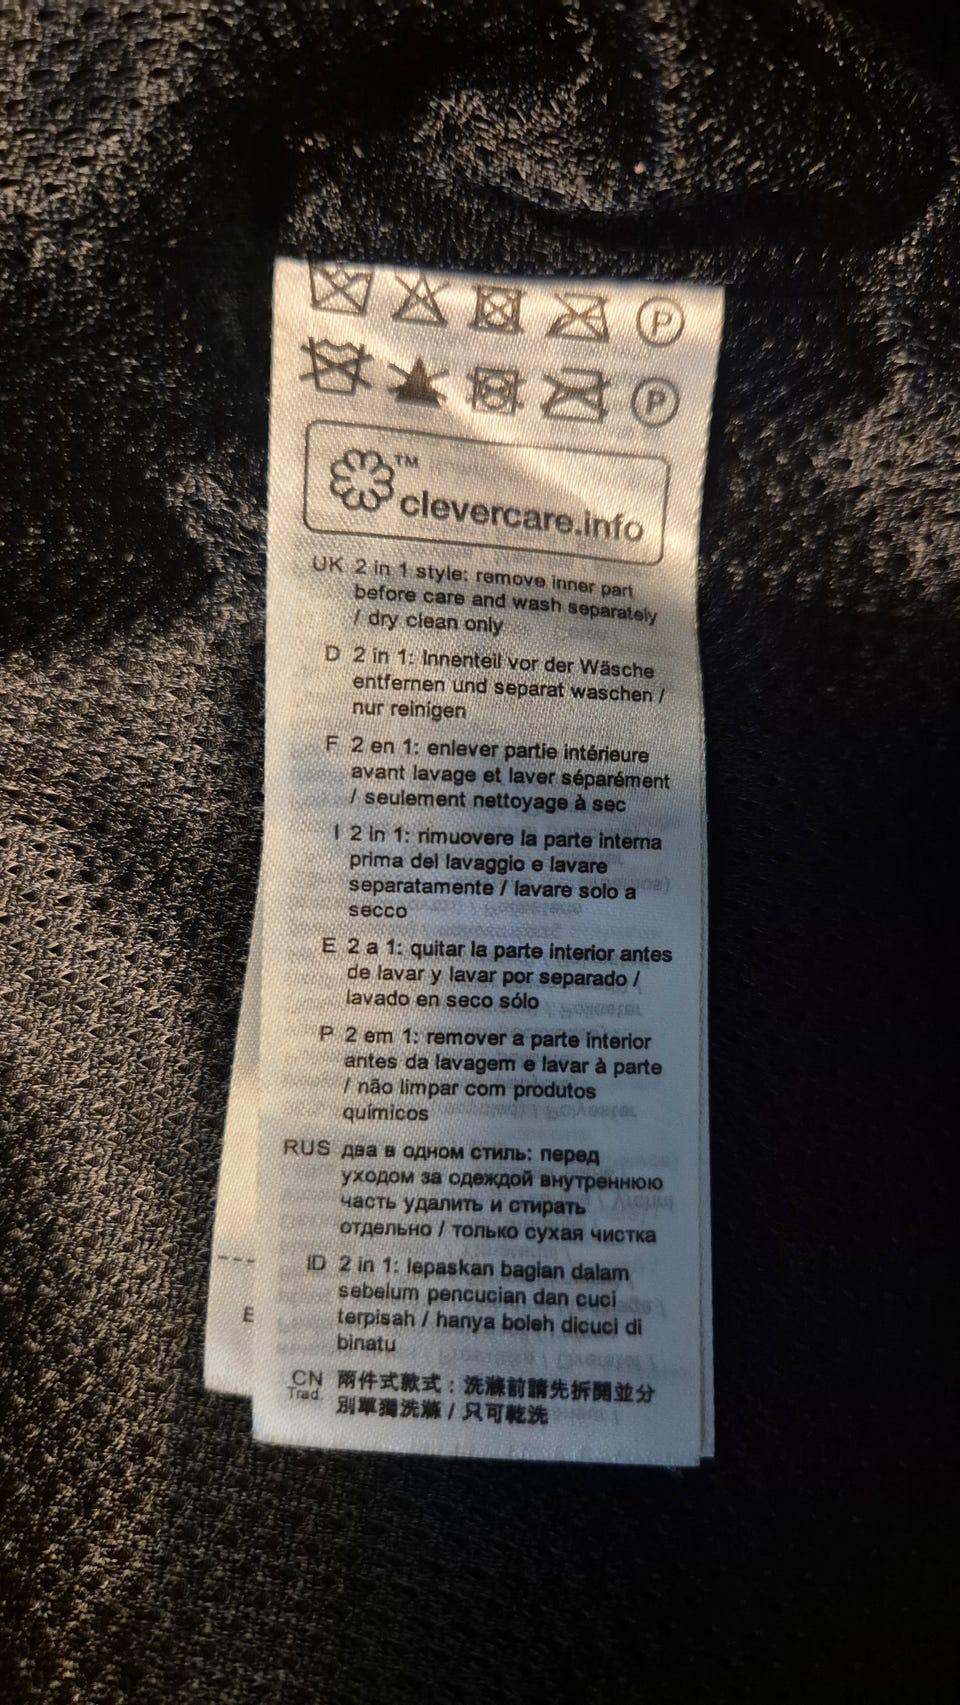 P
P
™
clevercare.info
UK 2 in 1 style: remove inner part
before care and wash separately
/ dry clean only
D 2 in 1: Innenteil vor der Wäsche
entfernen und separat waschen /
nur reinigen
F 2 en 1: enlever partie intérieure
avant lavage et laver séparément
/ seulement nettoyage à sec
I 2 in 1: rimuovere la parte interna
prima del lavaggio e lavare
separatamente / lavare solo a
secco
E 2 a 1: quitar la parte interior antes
de lavar y lavar por separado /
lavado en seco sólo
P 2 em 1: remover a parte interior
antes da lavagem e lavar à parte
/ não limpar com produtos
químicos
RUS два в одном стиль: перед
уходом за одеждой внутреннюю
часть удалить и стирать
отдельно / только сухая чистка
ID 2 in 1: lepaskan bagian dalam
sebelum pencucian dan cuci
terpisah / hanya boleh dicuci di
binatu
CN Trad. 兩件式款式：洗滌前請先拆開並分
別單獨洗滌 / 只可乾洗
E